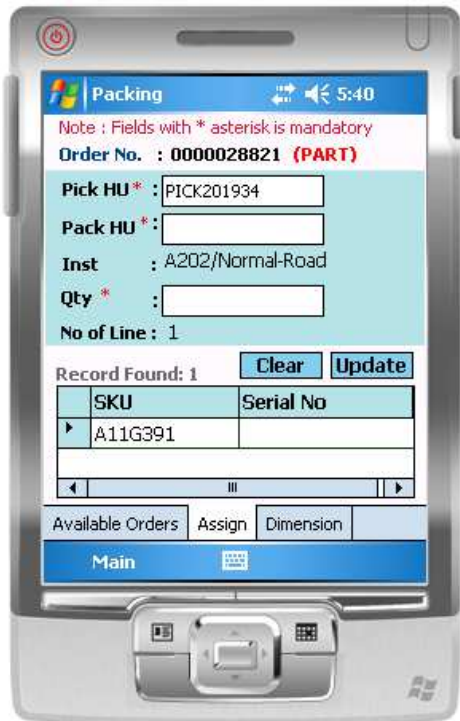 Packing 5:40
Note : Fields with * asterisk is mandatory
Order No. : 0000028821 (PART)
Pick HU * : PICK201934
Pack HU * :
Inst : A202/Normal-Road
Qty * :
No of Line : 1
Record Found: 1 Clear Update
SKU Serial No
A11G391
Available Orders Assign Dimension
Main